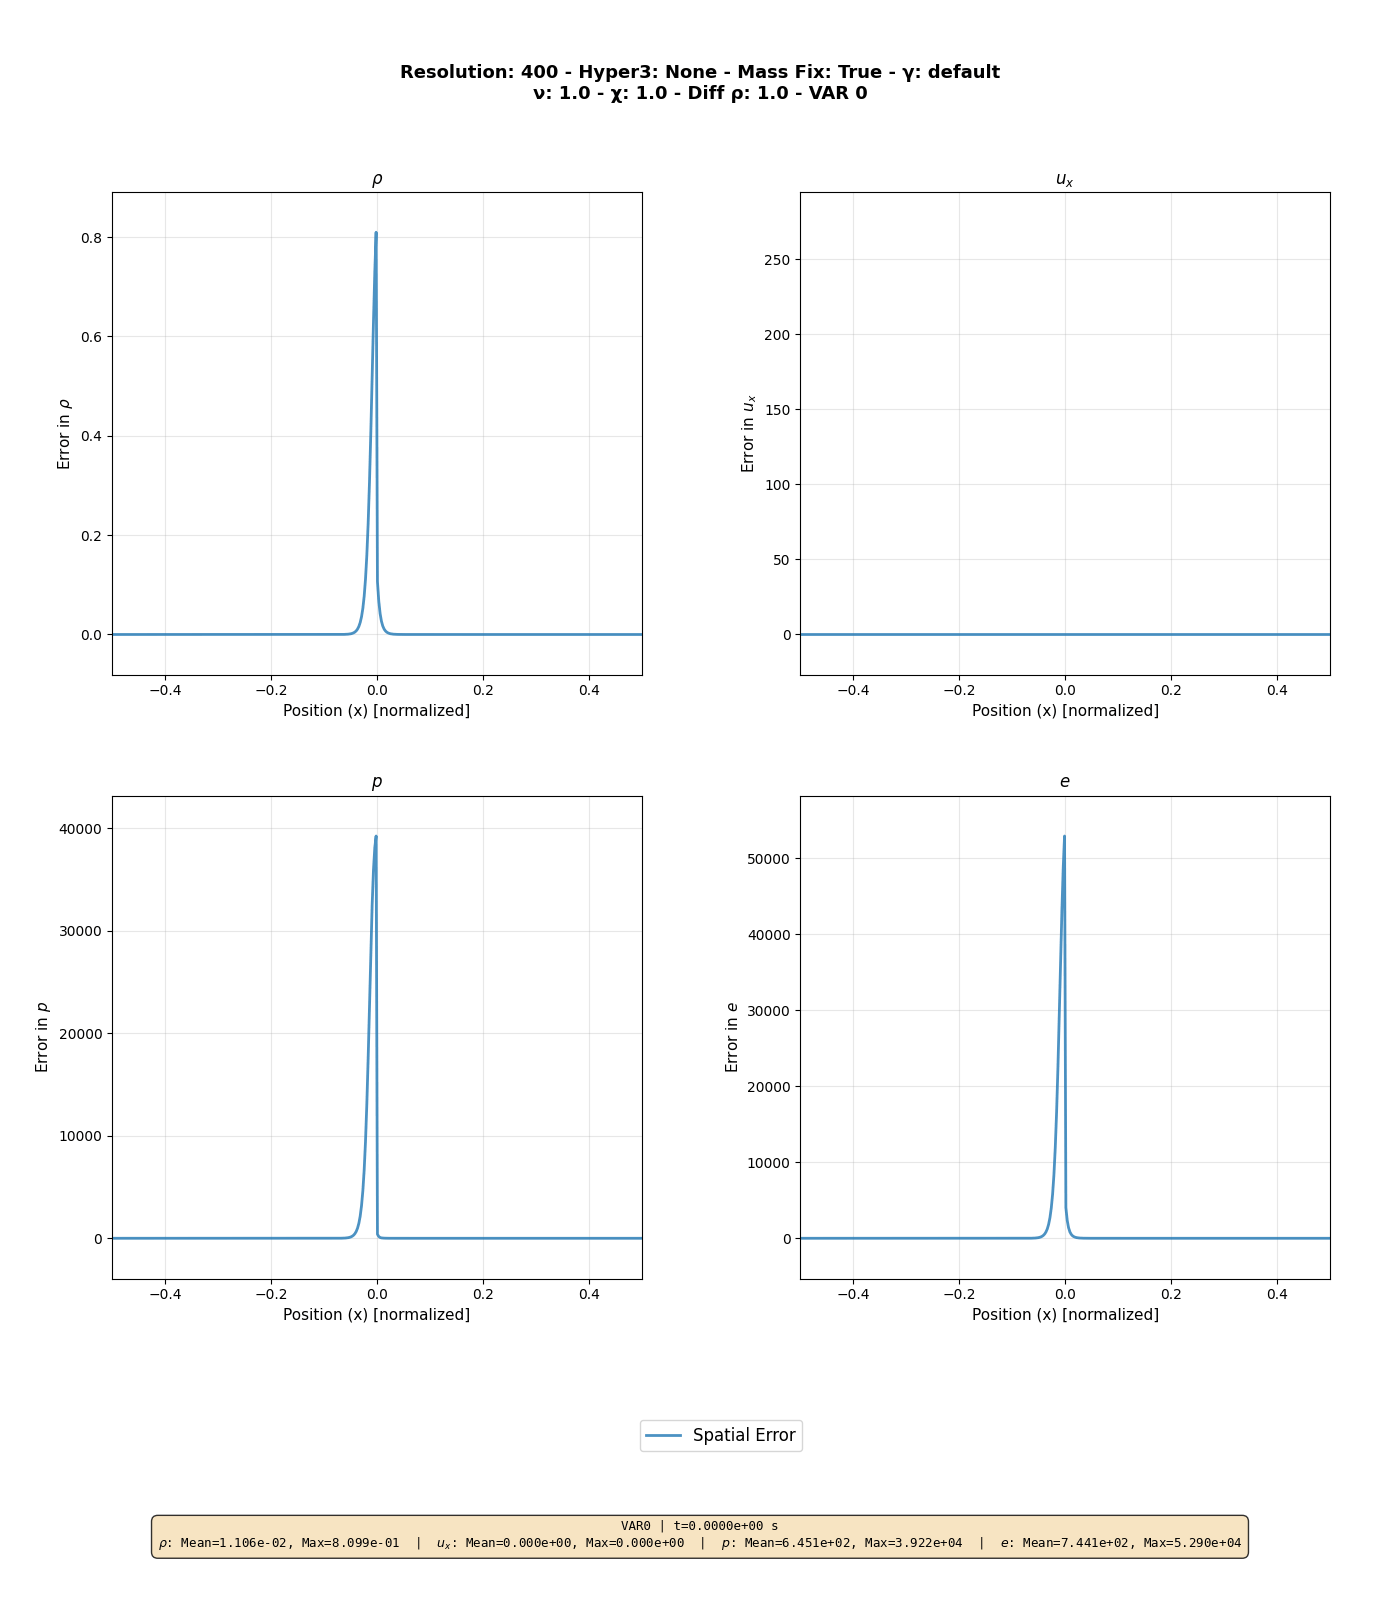 Resolution: 400 - Hyper3: None - Mass Fix: True - γ: default
ν: 1.0 - χ: 1.0 - Diff ρ: 1.0 - VAR 0
ρ
Error in ρ
0.8
0.6
0.4
0.2
0.0
−0.4 −0.2 0.0 0.2 0.4
Position (x) [normalized]
uₓ
Error in uₓ
250
200
150
100
50
0
−0.4 −0.2 0.0 0.2 0.4
Position (x) [normalized]
p
Error in p
40000
30000
20000
10000
0
−0.4 −0.2 0.0 0.2 0.4
Position (x) [normalized]
e
Error in e
50000
40000
30000
20000
10000
0
−0.4 −0.2 0.0 0.2 0.4
Position (x) [normalized]
Spatial Error
VAR0 | t=0.0000e+00 s
ρ: Mean=1.106e-02, Max=8.099e-01 | uₓ: Mean=0.000e+00, Max=0.000e+00 | p: Mean=6.451e+02, Max=3.922e+04 | e: Mean=7.441e+02, Max=5.290e+04